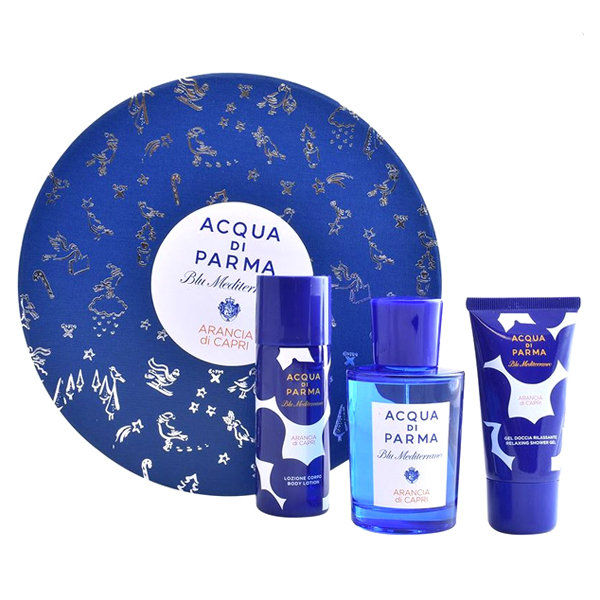 ACQUA
DI
PARMA
Blu Mediterra
ARANCIA
di CAPRI
ACQUA
DI
PARMA
Blu Mediterraneo
ARANCIA
di CAPRI
LOZIONE CORPO
BODY LOTION
ACQUA
DI
PARMA
Blu Mediterraneo
ARANCIA
di CAPRI
ACQUA
DI
PARMA
Blu Mediterraneo
ARANCIA
di CAPRI
GEL DOCCIA RILASSANTE
RELAXING SHOWER GEL